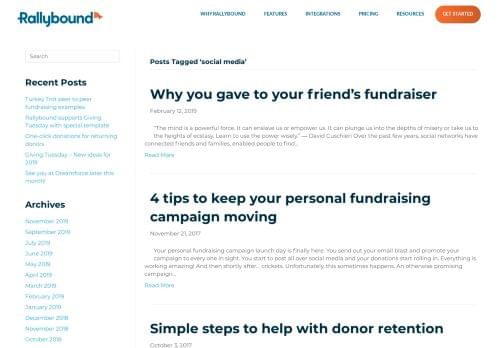 Rallybound
WHY RALLYBOUND
FEATURES
INTEGRATIONS
PRICING
RESOURCES
GET STARTED
Search
Recent Posts
Turkey Trot peer to peer
fundraising examples
Rallybound supports Giving
Tuesday with special template
One-click donations for returning
donors
Giving Tuesday – New ideas for
2019
See you at Dreamforce later this
month!
Archives
November 2019
September 2019
July 2019
June 2019
May 2019
April 2019
March 2019
February 2019
January 2019
December 2018
November 2018
October 2018
Posts Tagged ‘social media’
Why you gave to your friend’s fundraiser
February 12, 2019
“The mind is a powerful force. It can enslave us or empower us. It can plunge us into the depths of misery or take us to
the heights of ecstasy. Learn to use the power wisely.” — David Cuschieri Over the past few years, social networks have
connected friends and families, enabled people to find...
Read More
4 tips to keep your personal fundraising
campaign moving
November 21, 2017
Your personal fundraising campaign launch day is finally here. You send out your email blast and promote your
campaign to every one in sight. You start to post all over social media and your donations start rolling in. Everything is
working amazing! And then shortly after... crickets. Unfortunately, this sometimes happens. An otherwise promising
campaign...
Read More
Simple steps to help with donor retention
October 3, 2017